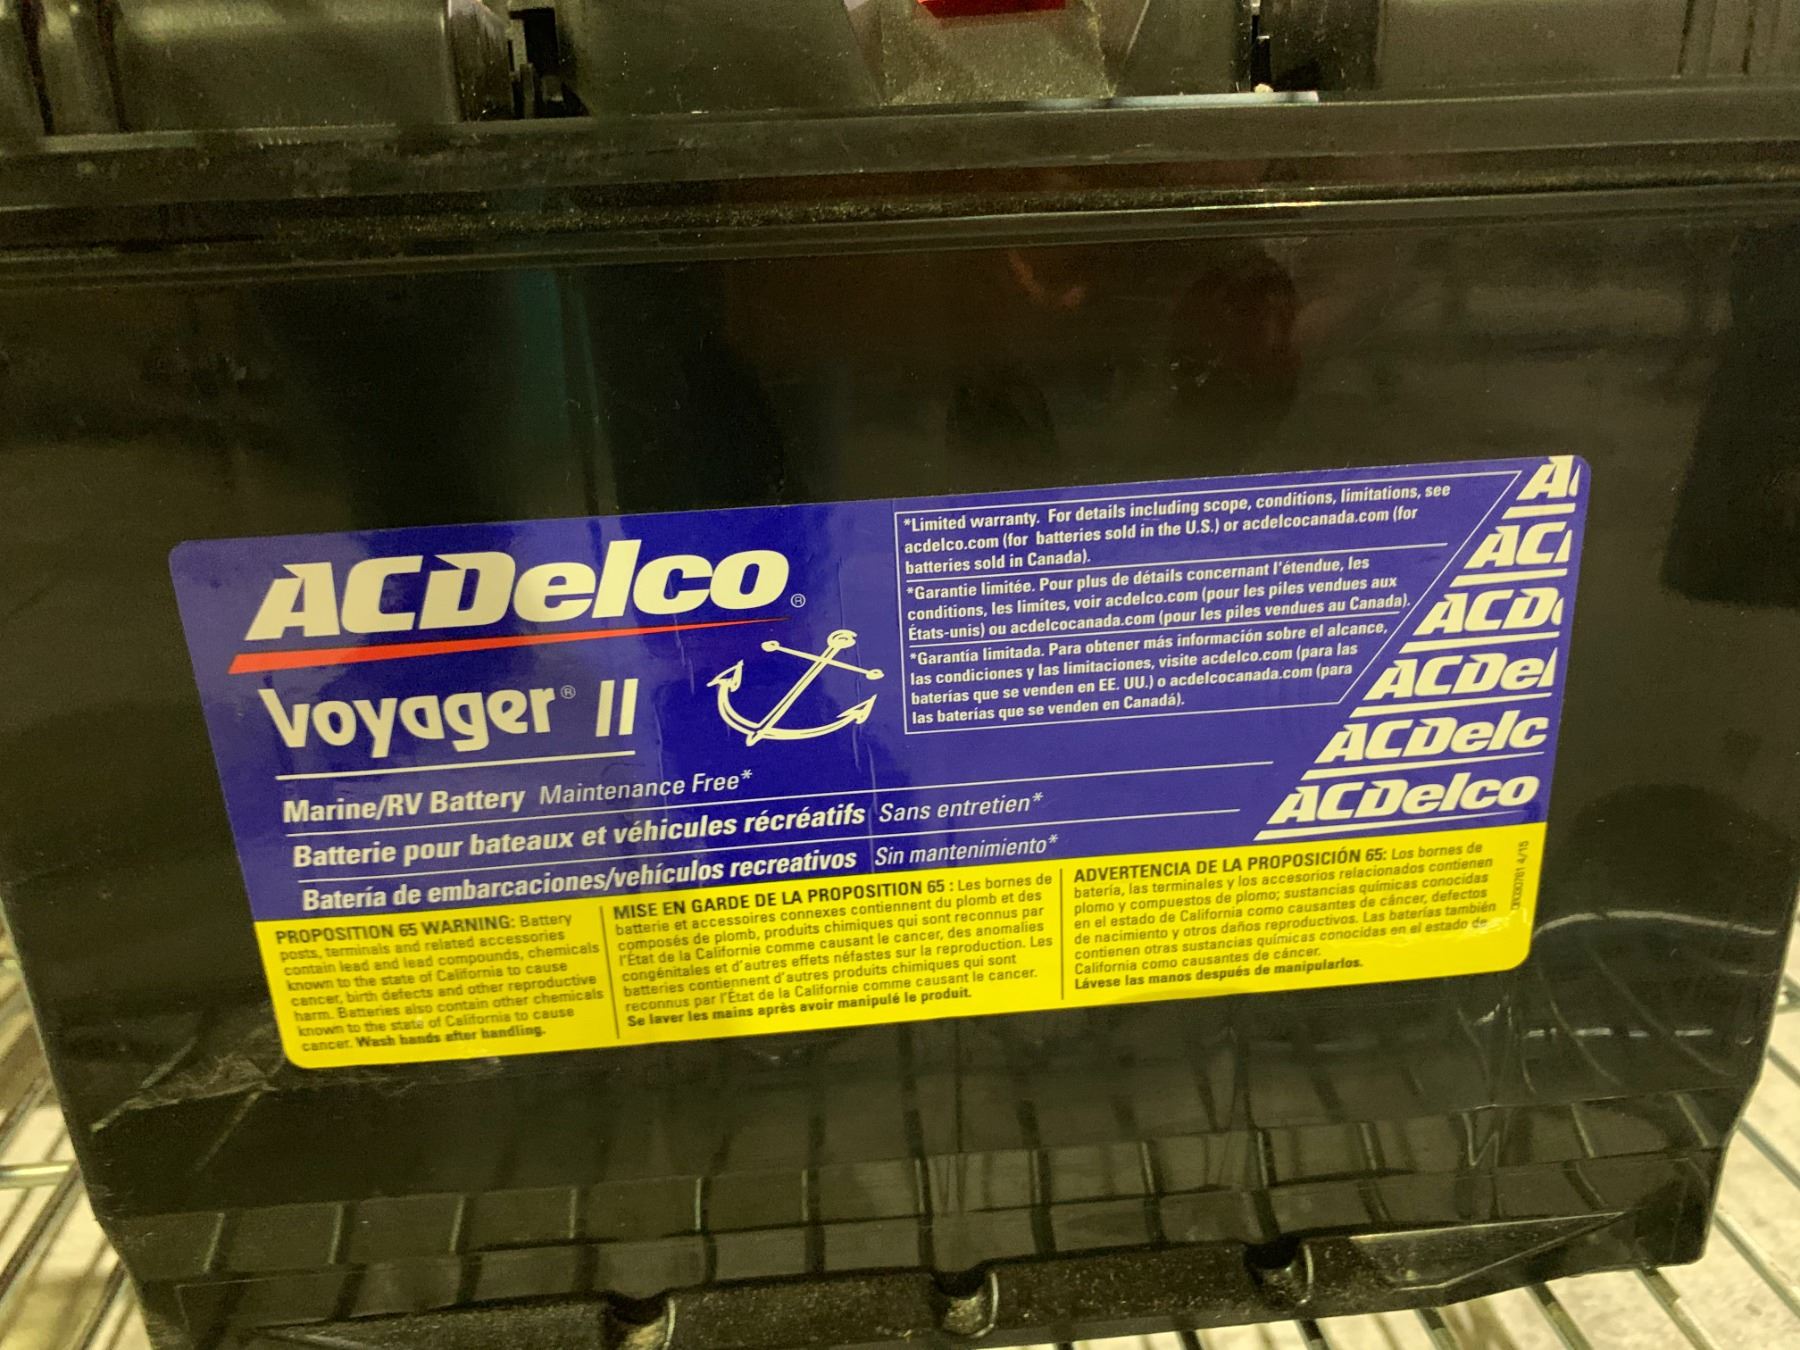 ACDelco®
Voyager® II
Marine/RV Battery Maintenance Free*
Batterie pour bateaux et véhicules récréatifs Sans entretien*
Batería de embarcaciones/vehículos recreativos Sin mantenimiento*
*Limited warranty. For details including scope, conditions, limitations, see
acdelco.com (for batteries sold in the U.S.) or acdelcocanada.com (for
batteries sold in Canada).
*Garantie limitée. Pour plus de détails concernant l'étendue, les
conditions, les limites, voir acdelco.com (pour les piles vendues aux
États-unis) ou acdelcocanada.com (pour les piles vendues au Canada).
*Garantía limitada. Para obtener más información sobre el alcance,
las condiciones y las limitaciones, visite acdelco.com (para las
baterías que se venden en EE. UU.) o acdelcocanada.com (para
las baterías que se venden en Canadá).
AC
ACD
ACDel
ACDelc
ACDelco
PROPOSITION 65 WARNING: Battery
posts, terminals and related accessories
contain lead and lead compounds, chemicals
known to the state of California to cause
cancer, birth defects and other reproductive
harm. Batteries also contain other chemicals
known to the state of California to cause
cancer. Wash hands after handling.
MISE EN GARDE DE LA PROPOSITION 65 : Les bornes de
batterie et accessoires connexes contiennent du plomb et des
composés de plomb, produits chimiques qui sont reconnus par
l'État de la Californie comme causant le cancer, des anomalies
congénitales et d'autres effets néfastes sur la reproduction. Les
batteries contiennent d'autres produits chimiques qui sont
reconnus par l'État de la Californie comme causant le cancer.
Se laver les mains après avoir manipulé le produit.
ADVERTENCIA DE LA PROPOSICIÓN 65: Los bornes de
batería, las terminales y los accesorios relacionados contienen
plomo y compuestos de plomo; sustancias químicas conocidas
en el estado de California como causantes de cáncer, defectos
de nacimiento y otros daños reproductivos. Las baterías también
contienen otras sustancias químicas conocidas en el estado de
California como causantes de cáncer.
Lávese las manos después de manipularlos.
4/15